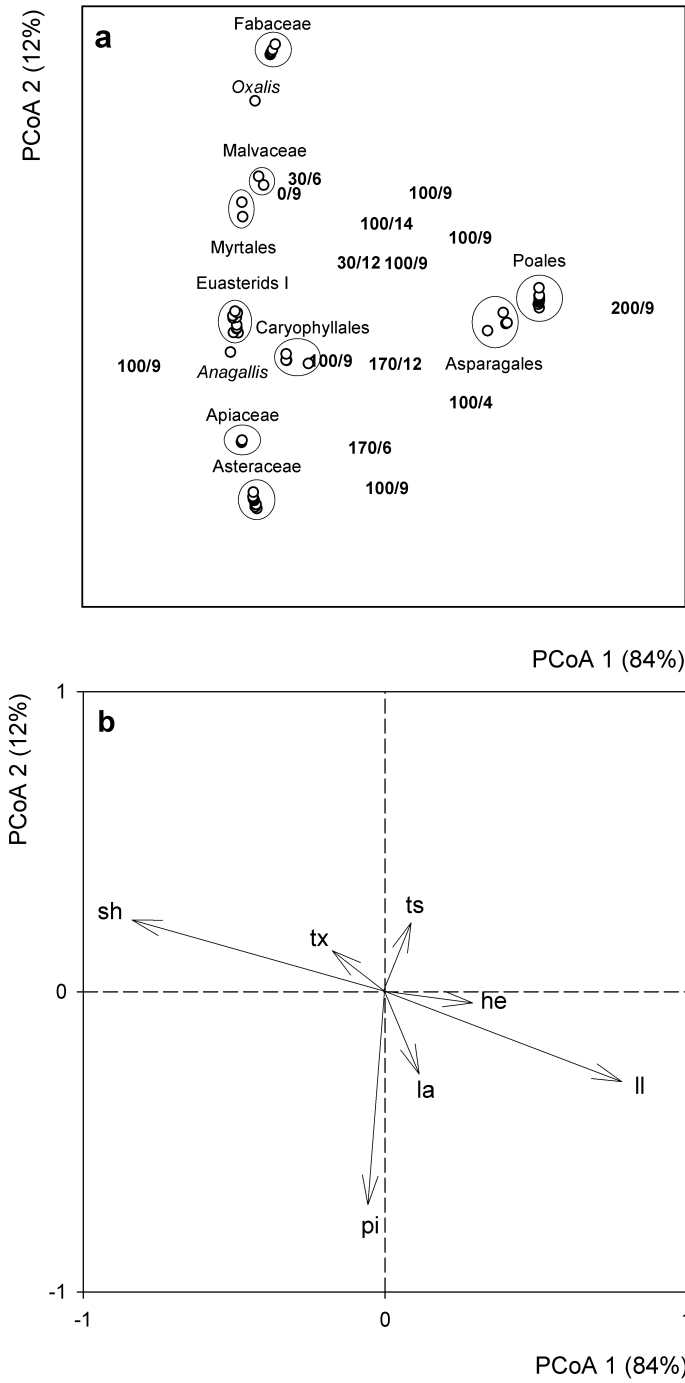 PCoA 2 (12%)
a
Fabaceae
Oxalis
Malvaceae
30/6
0/9
100/9
100/14
100/9
Myrtales
30/12 100/9
Poales
Euasterids I
200/9
Caryophyllales
100/9
Anagallis
100/9
170/12
Asparagales
100/4
Apiaceae
170/6
Asteraceae
100/9
PCoA 1 (84%)
PCoA 2 (12%)
1
b
sh
tx
ts
0
he
la
ll
pi
-1
-1
0
1
PCoA 1 (84%)